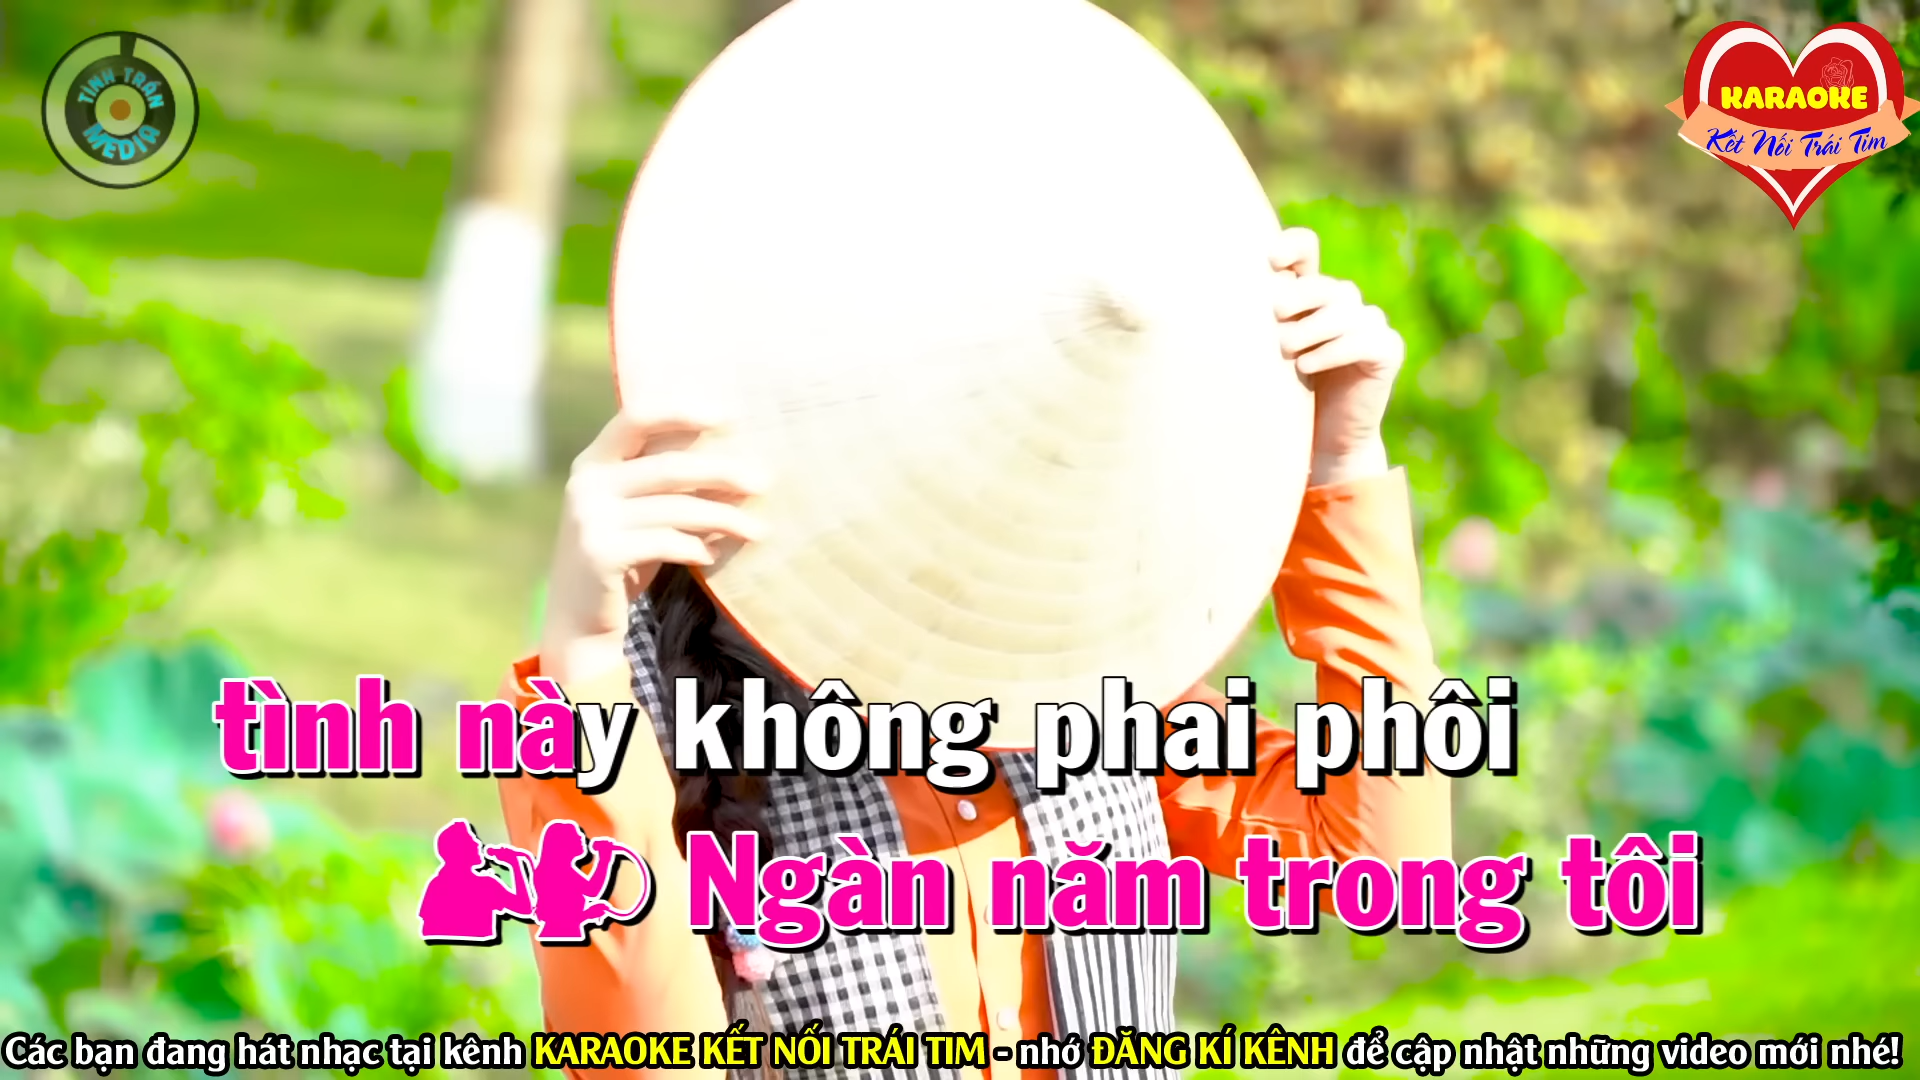 TÌNH TRẦN
MEDIA
KARAOKE
Kết Nối Trái Tim
tình này không phai phôi
Ngàn năm trong tôi
Các bạn đang hát nhạc tại kênh KARAOKE KẾT NỐI TRÁI TIM - nhớ ĐĂNG KÍ KÊNH để cập nhật những video mới nhé!